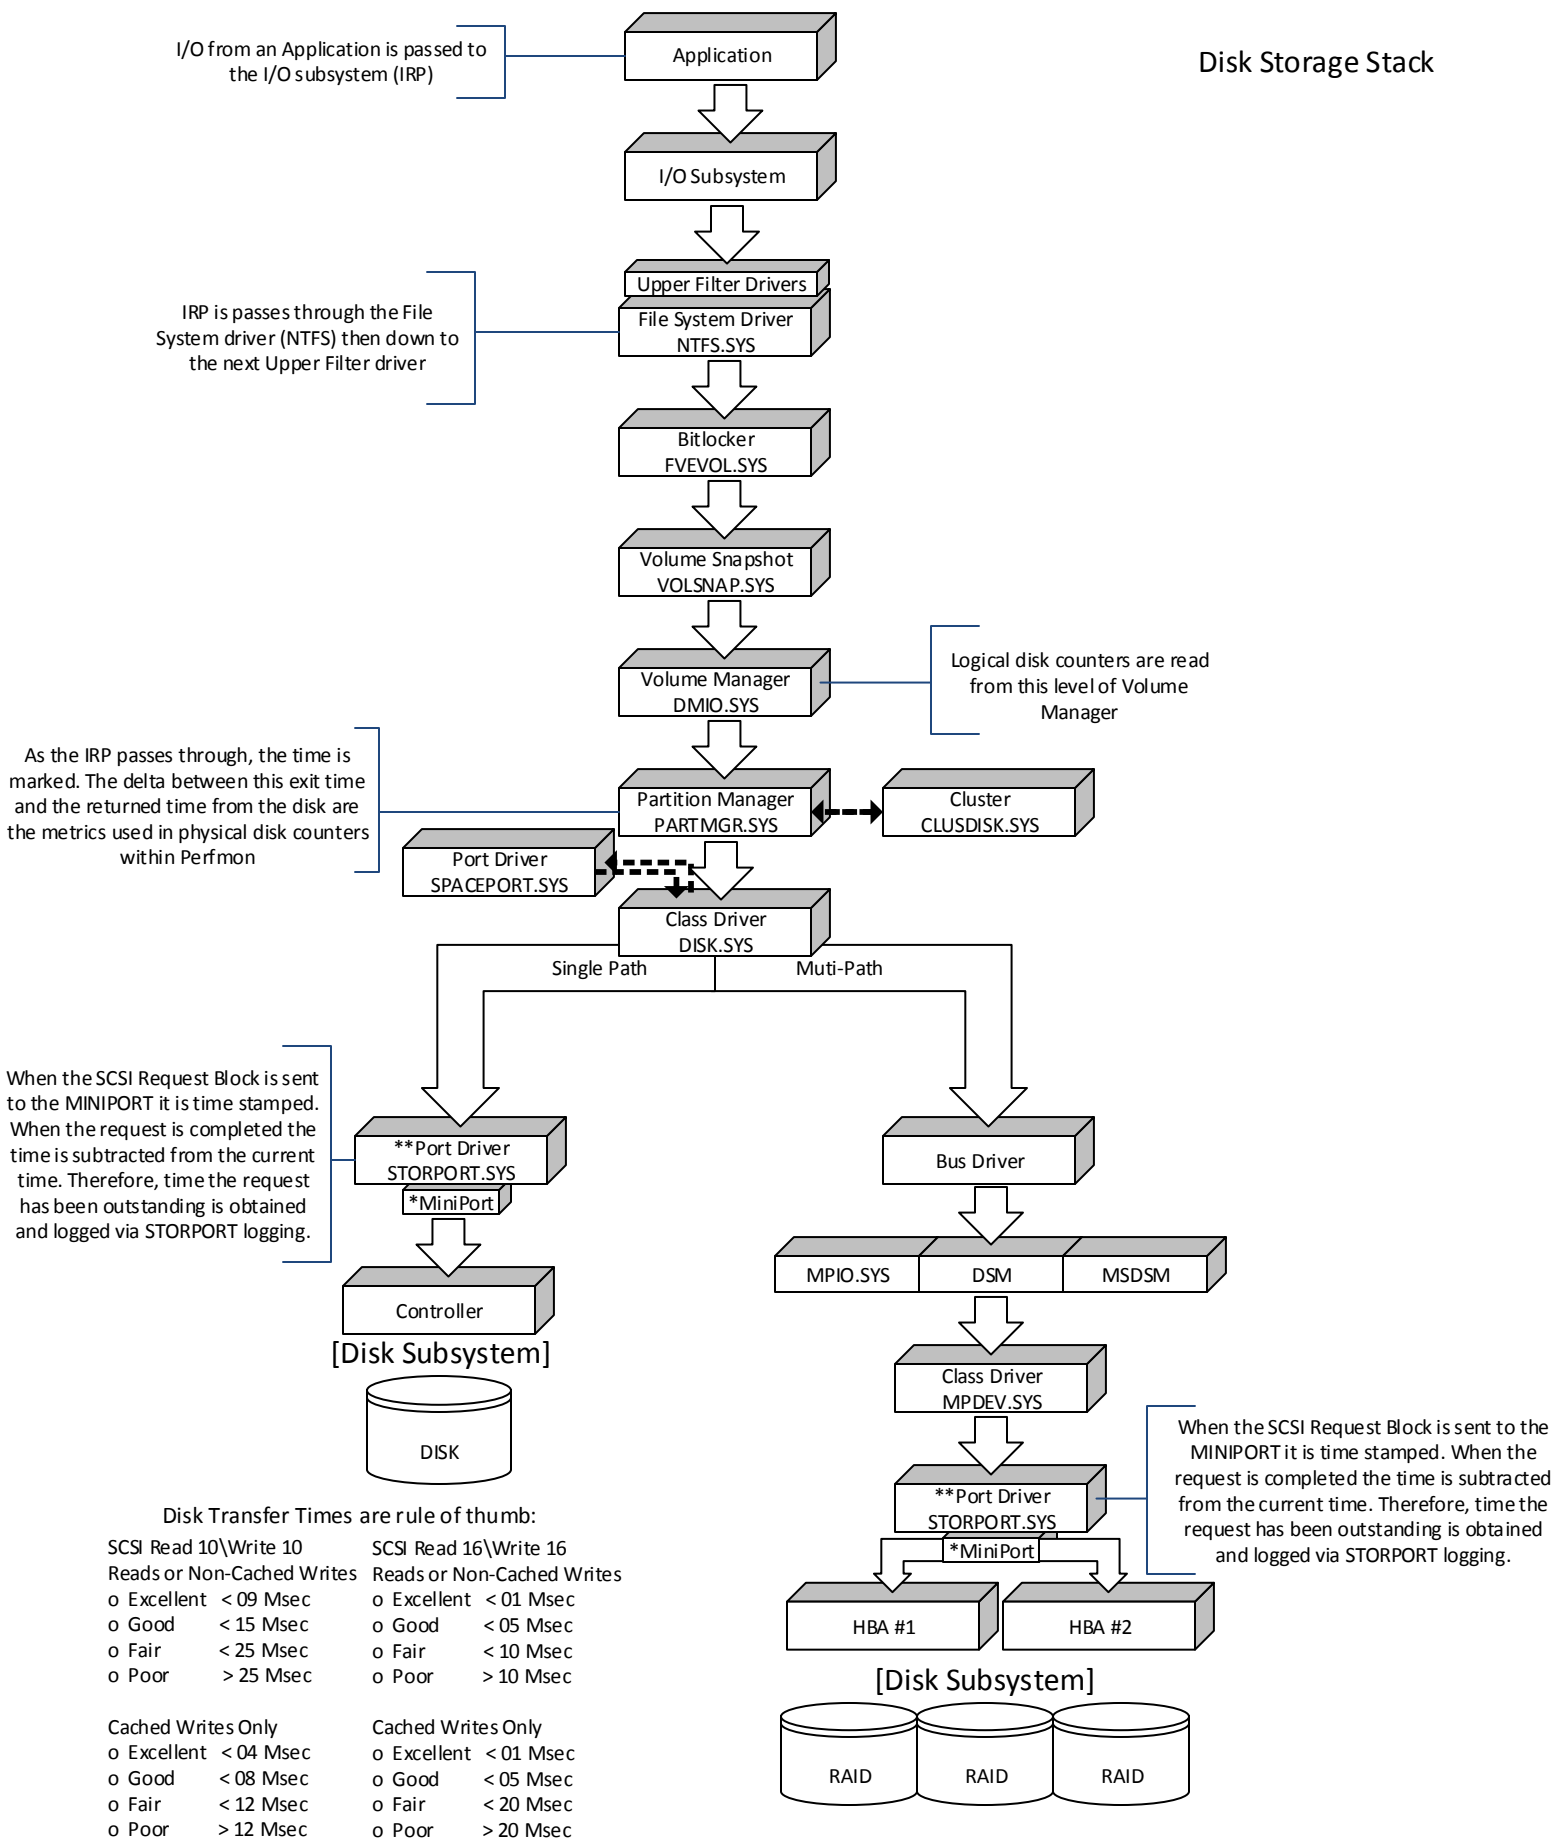 Disk Storage Stack
I/O from an Application is passed to
the I/O subsystem (IRP)
Application
I/O Subsystem
Upper Filter Drivers
File System Driver
NTFS.SYS
IRP is passes through the File
System driver (NTFS) then down to
the next Upper Filter driver
Bitlocker
FVEVOL.SYS
Volume Snapshot
VOLSNAP.SYS
Volume Manager
DMIO.SYS
Logical disk counters are read
from this level of Volume
Manager
As the IRP passes through, the time is
marked. The delta between this exit time
and the returned time from the disk are
the metrics used in physical disk counters
within Perfmon
Partition Manager
PARTMGR.SYS
Cluster
CLUSDISK.SYS
Port Driver
SPACEPORT.SYS
Class Driver
DISK.SYS
Single Path
Muti-Path
When the SCSI Request Block is sent
to the MINIPORT it is time stamped.
When the request is completed the
time is subtracted from the current
time. Therefore, time the request
has been outstanding is obtained
and logged via STORPORT logging.
**Port Driver
STORPORT.SYS
*MiniPort
Controller
[Disk Subsystem]
DISK
Bus Driver
MPIO.SYS
DSM
MSDSM
Class Driver
MPDEV.SYS
**Port Driver
STORPORT.SYS
*MiniPort
When the SCSI Request Block is sent to the
MINIPORT it is time stamped. When the
request is completed the time is subtracted
from the current time. Therefore, time the
request has been outstanding is obtained
and logged via STORPORT logging.
HBA #1
HBA #2
[Disk Subsystem]
RAID
RAID
RAID
Disk Transfer Times are rule of thumb:
SCSI Read 10\Write 10
Reads or Non-Cached Writes
o Excellent < 09 Msec
o Good < 15 Msec
o Fair < 25 Msec
o Poor > 25 Msec
Cached Writes Only
o Excellent < 04 Msec
o Good < 08 Msec
o Fair < 12 Msec
o Poor > 12 Msec
SCSI Read 16\Write 16
Reads or Non-Cached Writes
o Excellent < 01 Msec
o Good < 05 Msec
o Fair < 10 Msec
o Poor > 10 Msec
Cached Writes Only
o Excellent < 01 Msec
o Good < 05 Msec
o Fair < 20 Msec
o Poor > 20 Msec